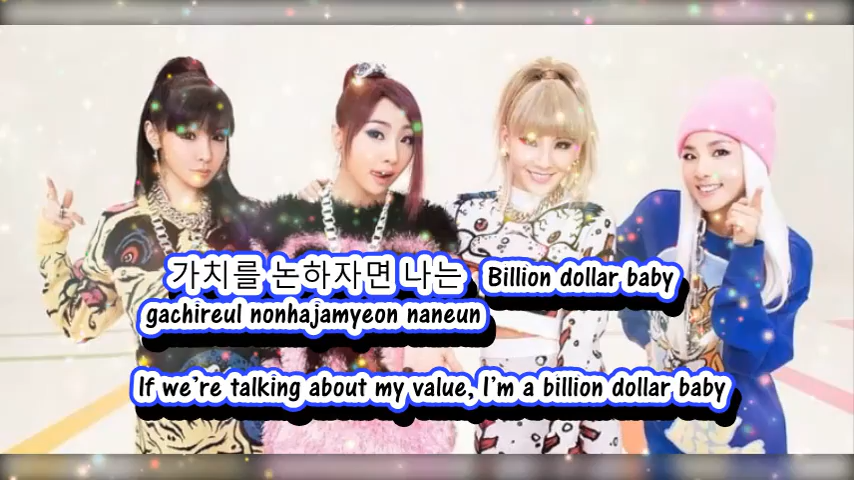 가치를 논하자면 나는 Billion dollar baby
gachireul nonhajamyeon naneun
If we're talking about my value, I'm a billion dollar baby